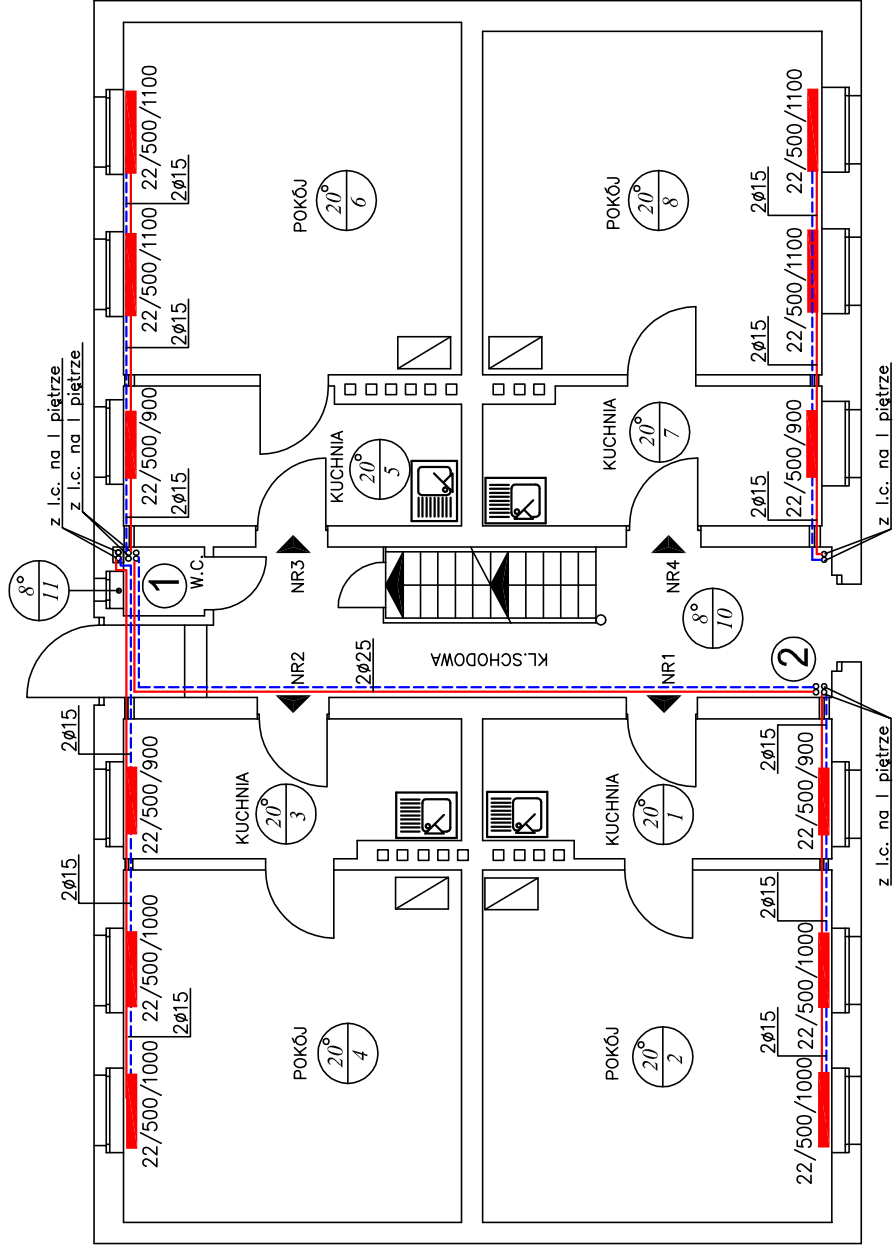 z l.c. na I piętrze
z l.c. na I piętrze
22/500/1100
2ø15
22/500/1100
2ø15
22/500/900
2ø15
POKÓJ
20°
6
KUCHNIA
20°
5
8°
11
1
W.C.
NR3
NR2
2ø15
22/500/900
2ø15
22/500/1000
2ø15
22/500/1000
KUCHNIA
20°
3
POKÓJ
20°
4
KL.SCHODOWA
2ø25
POKÓJ
20°
8
KUCHNIA
20°
7
2ø15
22/500/1100
2ø15
22/500/1100
2ø15
22/500/900
z l.c. na I piętrze
NR4
8°
10
NR1
2
KUCHNIA
20°
1
POKÓJ
20°
2
2ø15
22/500/900
2ø15
22/500/1000
2ø15
22/500/1000
z l.c. na I piętrze